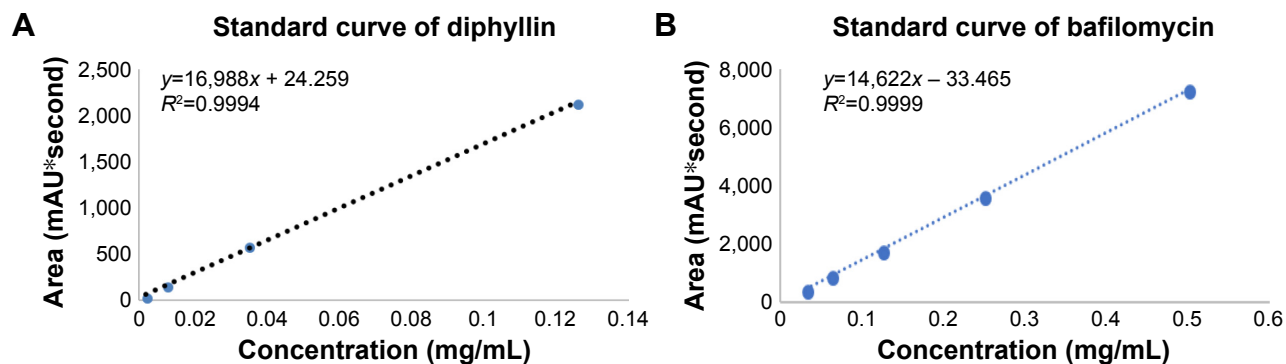 A
Standard curve of diphyllin
y=16,988x + 24.259
R²=0.9994
Area (mAU*second)
2,500
2,000
1,500
1,000
500
0
0 0.02 0.04 0.06 0.08 0.1 0.12 0.14
Concentration (mg/mL)
B
Standard curve of bafilomycin
y=14,622x – 33.465
R²=0.9999
Area (mAU*second)
8,000
6,000
4,000
2,000
0
0 0.1 0.2 0.3 0.4 0.5 0.6
Concentration (mg/mL)